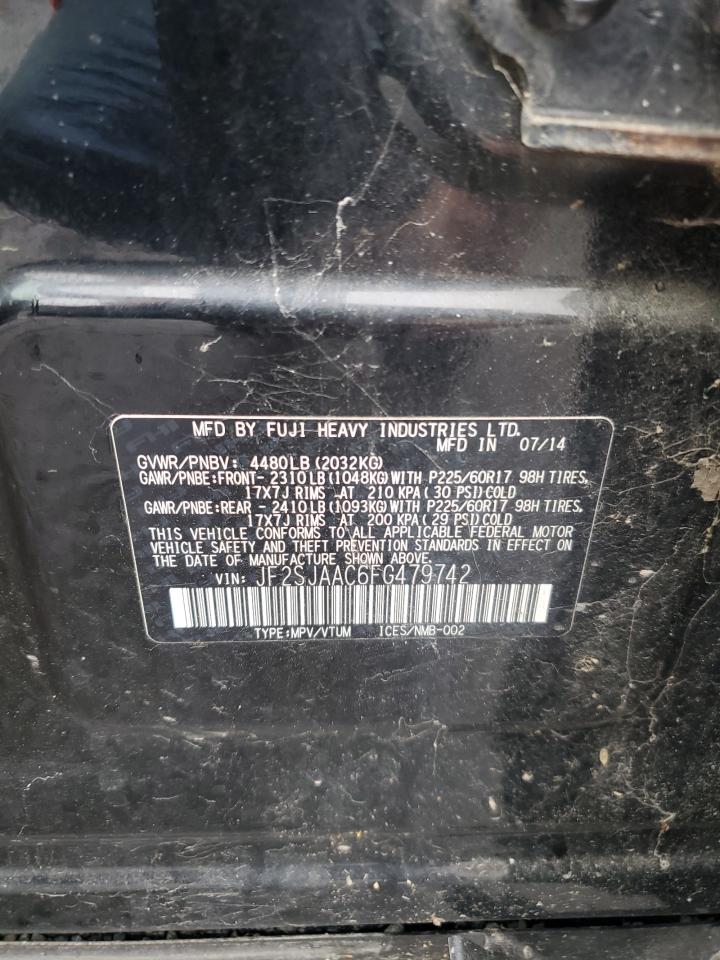 MFD BY FUJI HEAVY INDUSTRIES LTD.
MFD IN 07/14
GVWR/PNBV: 4480LB(2032KG)
GAWR/PNBE:FRONT- 2310LB(1048KG)WITH P225/60R17 98H TIRES,
17X7J RIMS AT 210 KPA( 30 PSI)COLD
GAWR/PNBE:REAR - 2410LB(1093KG)WITH P225/60R17 98H TIRES,
17X7J RIMS AT 200 KPA( 29 PSI)COLD
THIS VEHICLE CONFORMS TO ALL APPLICABLE FEDERAL MOTOR
VEHICLE SAFETY AND THEFT PREVENTION STANDARDS IN EFFECT ON
THE DATE OF MANUFACTURE SHOWN ABOVE.
VIN: JF2SJAAC6FG479742
TYPE:MPV/VTUM ICES/NMB-002